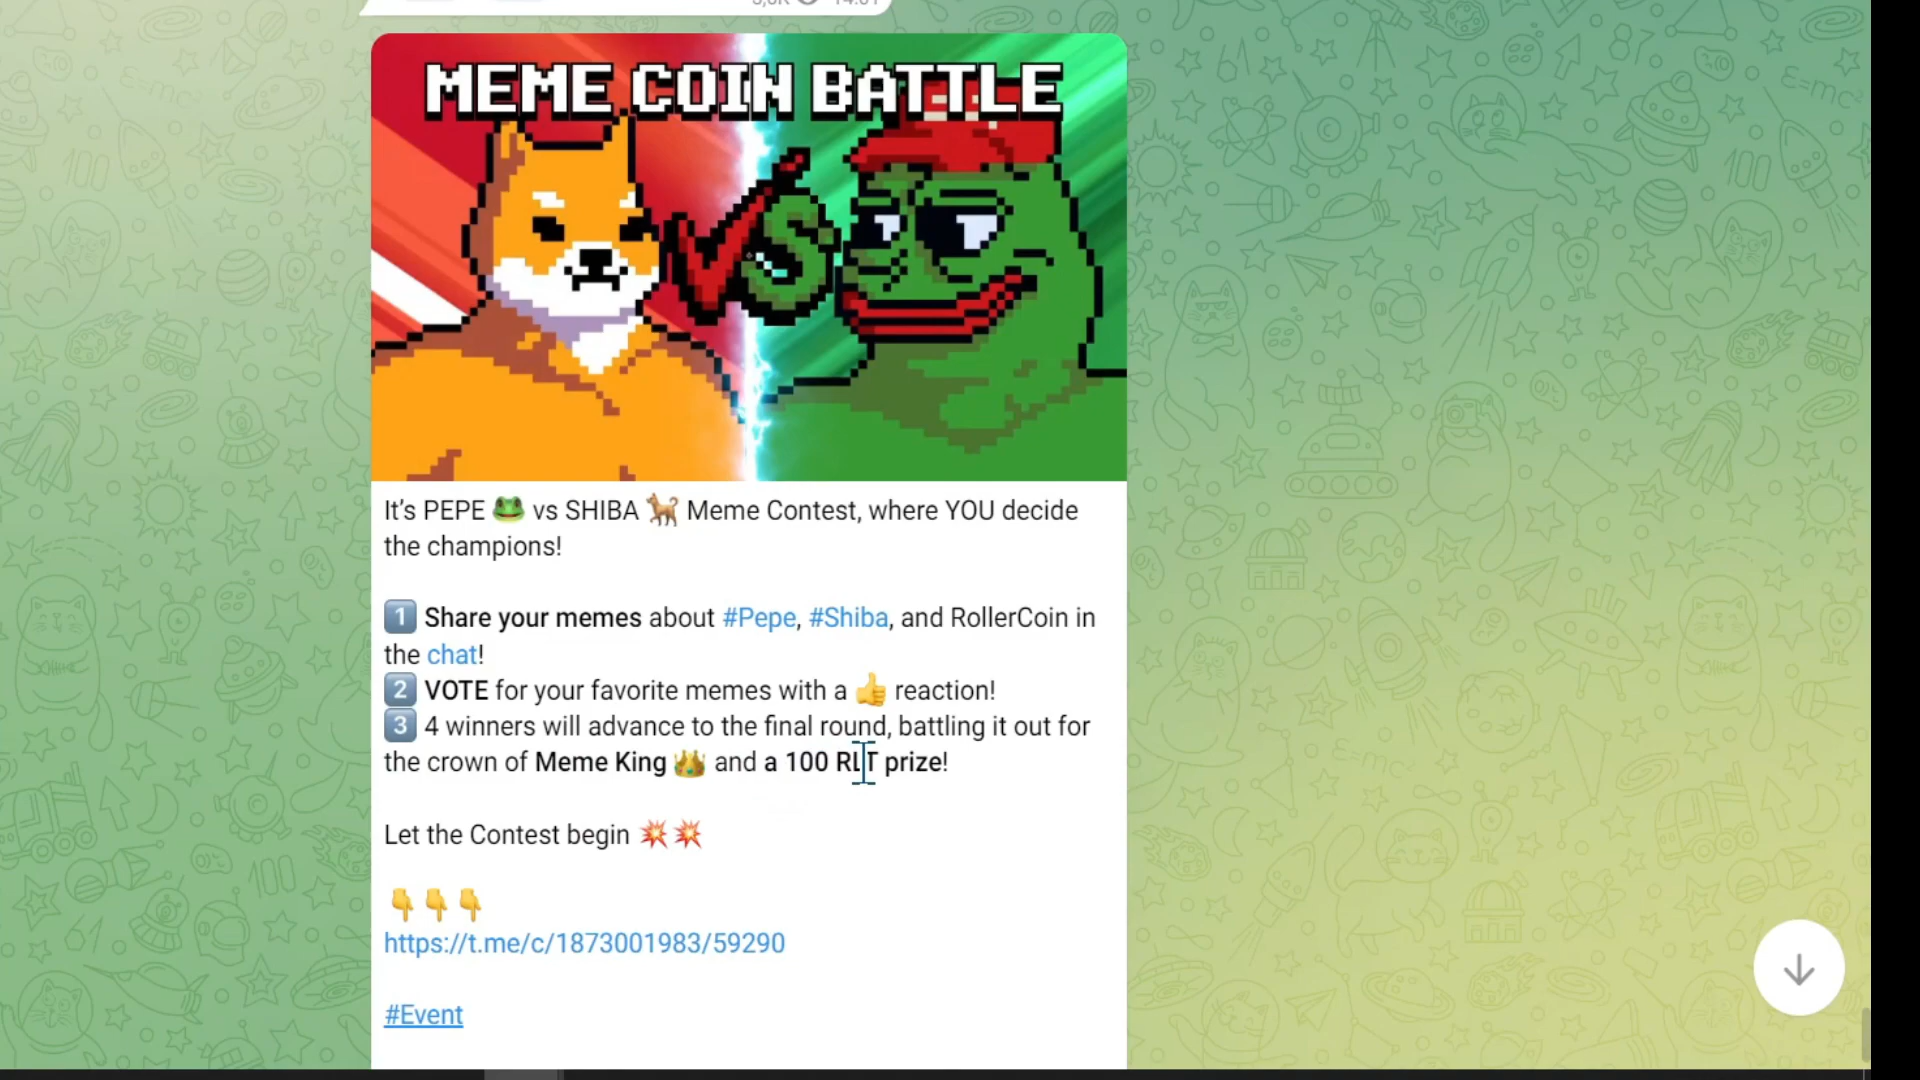 MEME COIN BATTLE
VS
It's PEPE 🐸 vs SHIBA 🐕 Meme Contest, where YOU decide
the champions!
1️⃣ Share your memes about #Pepe, #Shiba, and RollerCoin in
the chat!
2️⃣ VOTE for your favorite memes with a 👍 reaction!
3️⃣ 4 winners will advance to the final round, battling it out for
the crown of Meme King 👑 and a 100 RLT prize!
Let the Contest begin 💥💥
👇👇👇
https://t.me/c/1873001983/59290
#Event